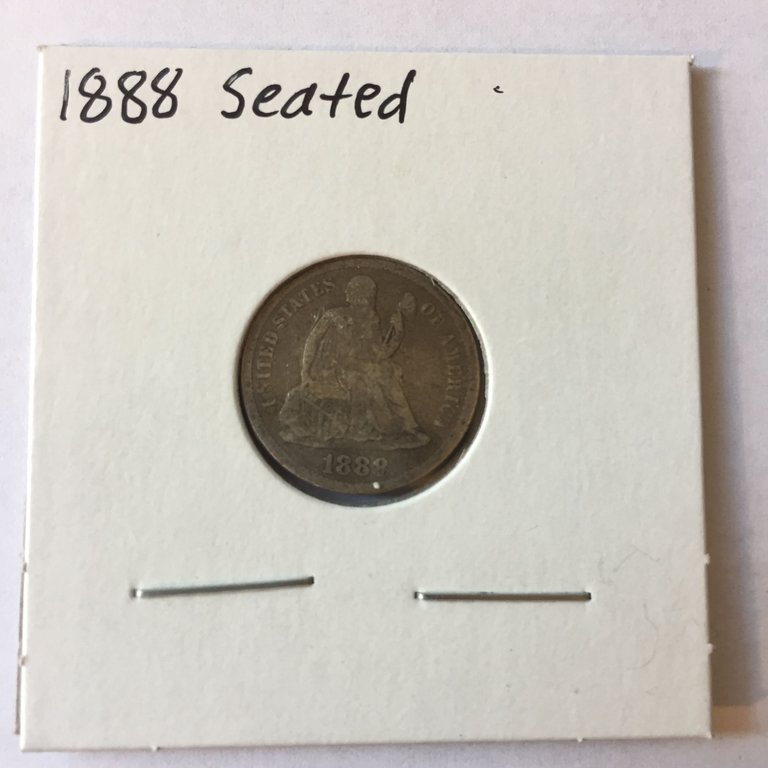 1888 Seated
UNITED STATES OF AMERICA
1888